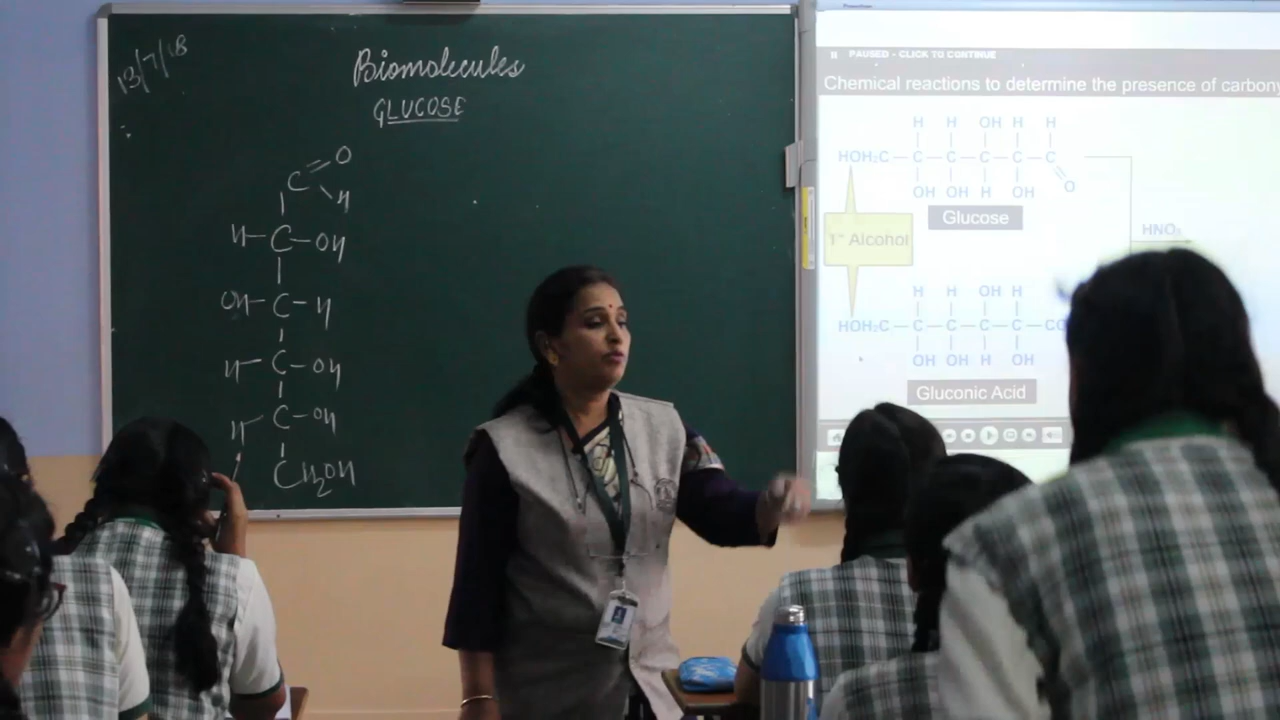 13/7/18
Biomolecules
GLUCOSE
C=O
H
H-C-OH
OH-C-H
H-C-OH
H-C-OH
CH2OH
PAUSED - CLICK TO CONTINUE
Chemical reactions to determine the presence of carbony
H H OH H H
HOH₂C-C-C-C-C-C
OH OH H OH O
Glucose
Alcohol
HNO₃
H H OH H
HOH₂C-C-C-C-C-CO
OH OH H OH
Gluconic Acid